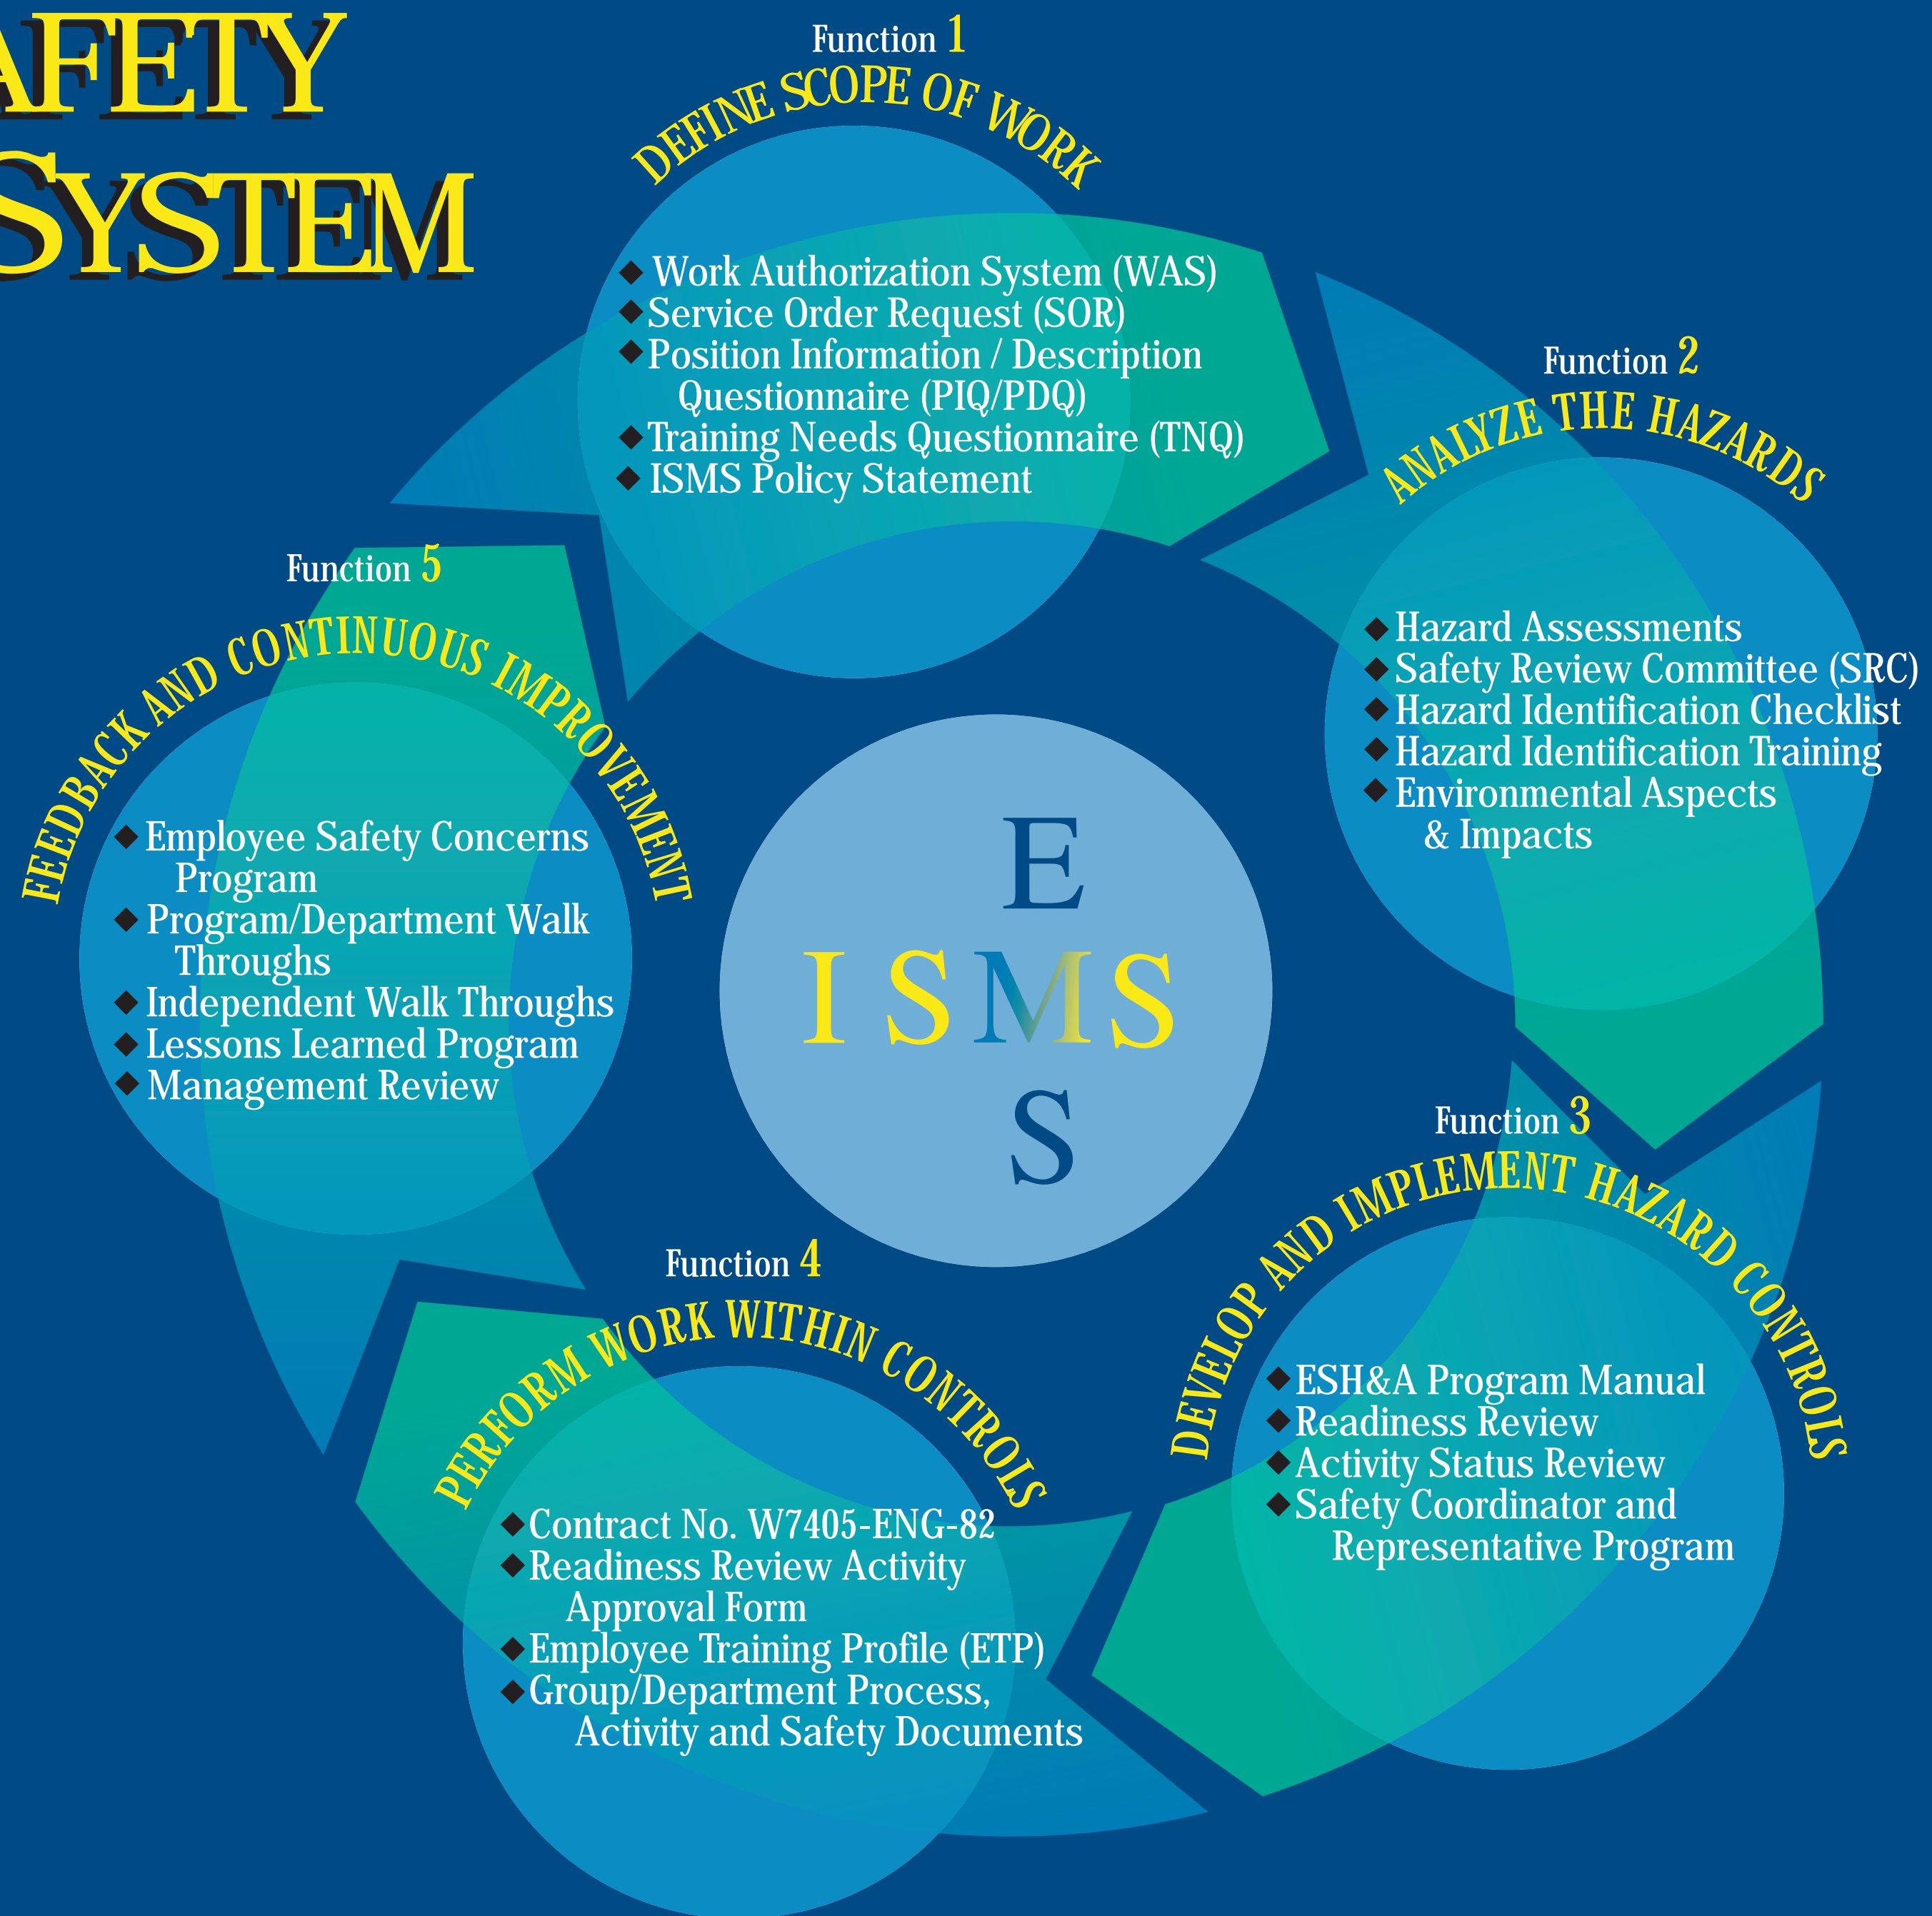 AFETY
SYSTEM
Function 1
DEFINE SCOPE OF WORK
◆ Work Authorization System (WAS)
◆ Service Order Request (SOR)
◆ Position Information / Description
Questionnaire (PIQ/PDQ)
◆ Training Needs Questionnaire (TNQ)
◆ ISMS Policy Statement
Function 2
ANALYZE THE HAZARDS
◆ Hazard Assessments
◆ Safety Review Committee (SRC)
◆ Hazard Identification Checklist
◆ Hazard Identification Training
◆ Environmental Aspects
& Impacts
Function 3
DEVELOP AND IMPLEMENT HAZARD CONTROLS
◆ ESH&A Program Manual
◆ Readiness Review
◆ Activity Status Review
◆ Safety Coordinator and
Representative Program
Function 4
PERFORM WORK WITHIN CONTROLS
◆ Contract No. W7405-ENG-82
◆ Readiness Review Activity
Approval Form
◆ Employee Training Profile (ETP)
◆ Group/Department Process,
Activity and Safety Documents
Function 5
FEEDBACK AND CONTINUOUS IMPROVEMENT
◆ Employee Safety Concerns
Program
◆ Program/Department Walk
Throughs
◆ Independent Walk Throughs
◆ Lessons Learned Program
◆ Management Review
E
I S M S
S